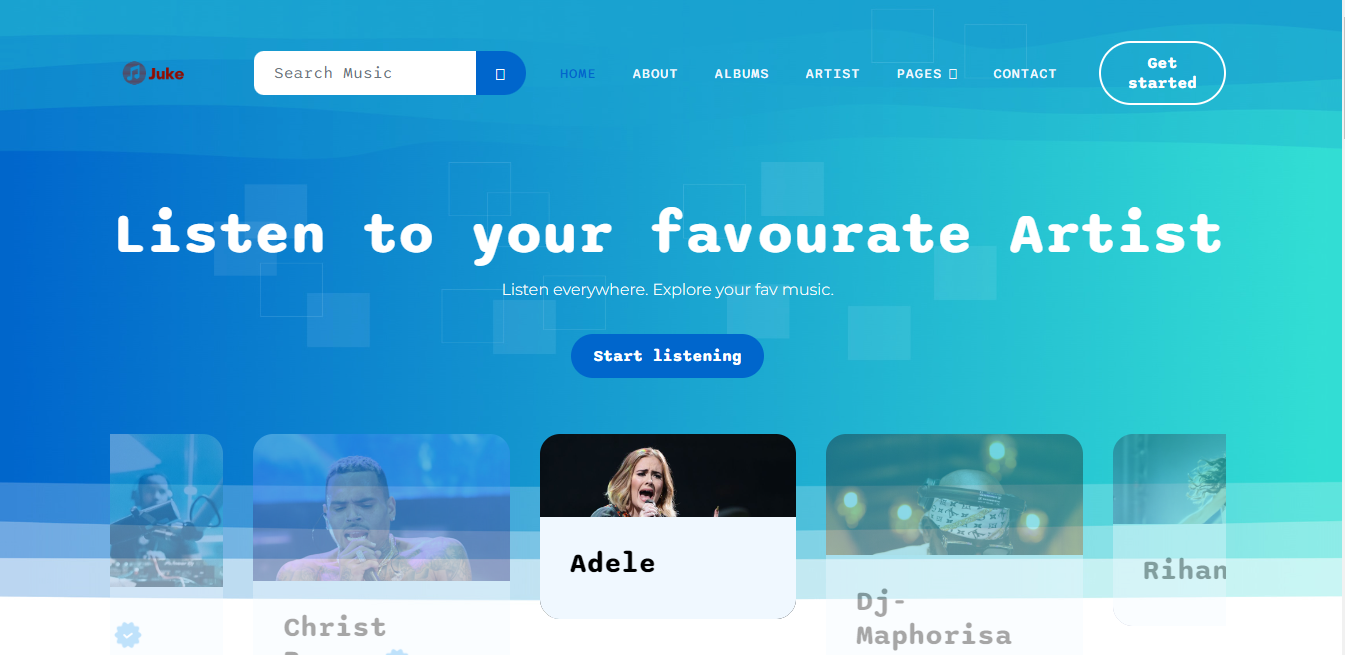 Juke
Search Music
HOME
ABOUT
ALBUMS
ARTIST
PAGES
CONTACT
Get
started
Listen to your favourate Artist
Listen everywhere. Explore your fav music.
Start listening
Christ
Adele
Dj-
Maphorisa
Rihan